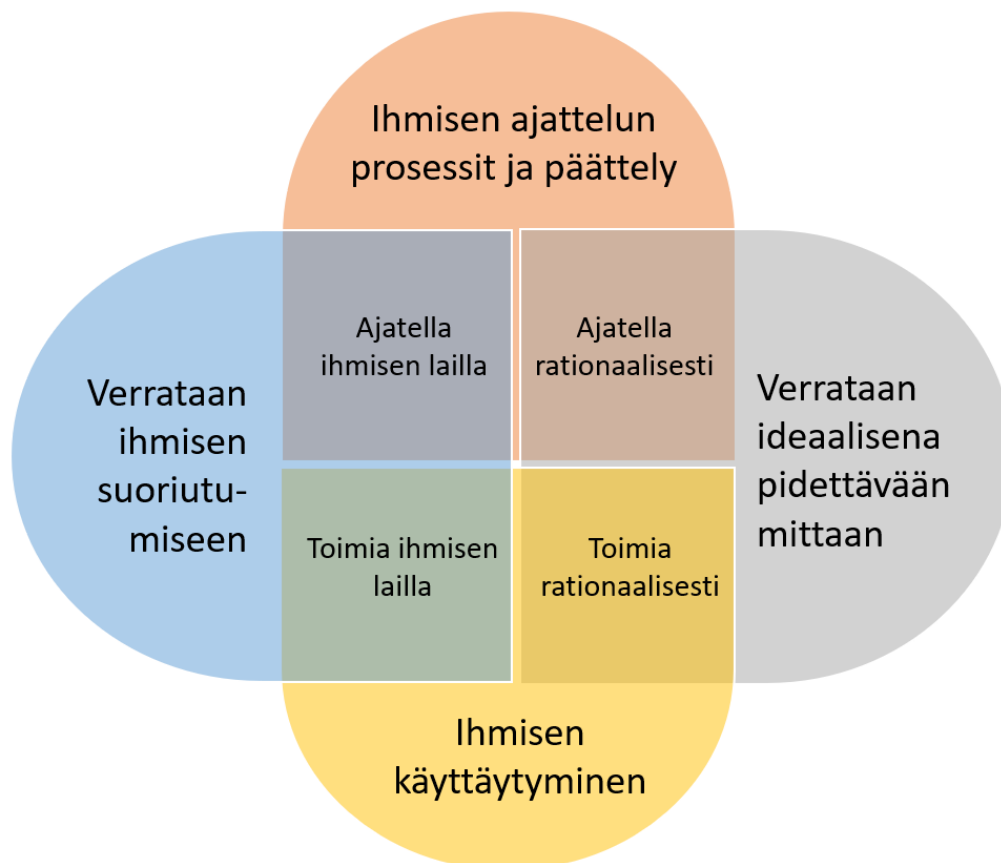 Ihmisen ajattelun
prosessit ja päättely
Ajatella
ihmisen lailla
Ajatella
rationaalisesti
Verrataan
ihmisen
suoriutu-
miseen
Verrataan
ideaalisena
pidettävään
mittaan
Toimia ihmisen
lailla
Toimia
rationaalisesti
Ihmisen
käyttäytyminen